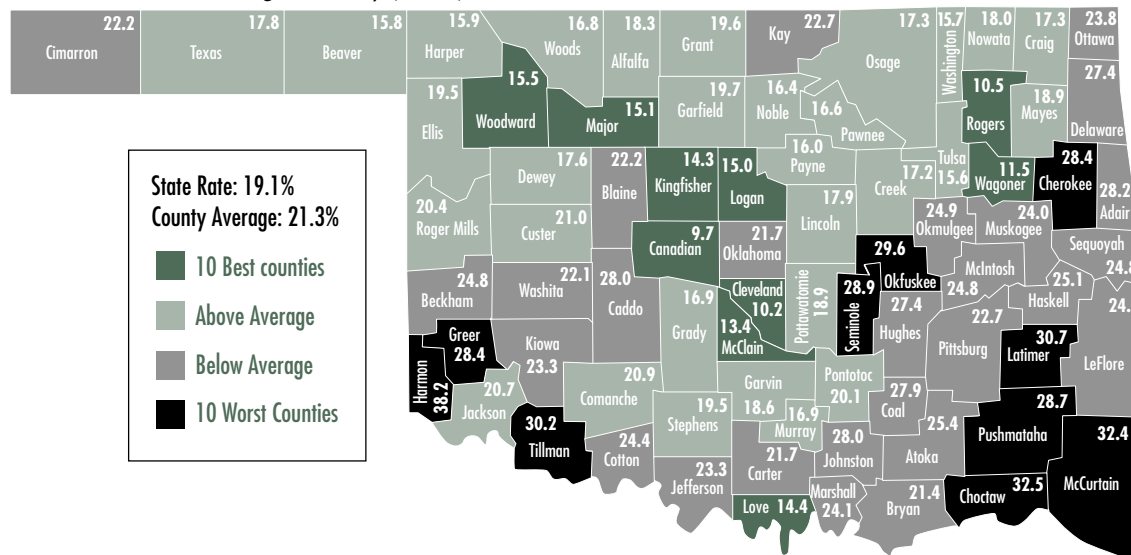 22.2
Cimarron
17.8
Texas
15.8
Beaver
15.9
Harper
16.8
Woods
18.3
Alfalfa
19.6
Grant
22.7
Kay
17.3
Osage
15.7
Washington
18.0
Nowata
17.3
Craig
23.8
Ottawa
19.5
Ellis
15.5
Woodward
15.1
Major
19.7
Garfield
16.4
Noble
16.6
Pawnee
10.5
Rogers
18.9
Mayes
27.4
Delaware
20.4
Roger Mills
17.6
Dewey
22.2
Blaine
14.3
Kingfisher
15.0
Logan
16.0
Payne
17.2
Creek
Tulsa
15.6
11.5
Wagoner
28.4
Cherokee
28.2
Adair
21.0
Custer
9.7
Canadian
21.7
Oklahoma
17.9
Lincoln
24.9
Okmulgee
24.0
Muskogee
Sequoyah
24.8
State Rate: 19.1%
County Average: 21.3%
10 Best counties
Above Average
Below Average
10 Worst Counties
24.8
Beckham
22.1
Washita
28.0
Caddo
16.9
Grady
Cleveland
10.2
13.4
McClain
Pottawatomie
18.9
Seminole
28.9
29.6
Okfuskee
27.4
Hughes
McIntosh
24.8
25.1
Haskell
22.7
Pittsburg
30.7
Latimer
24.
LeFlore
Greer
28.4
Harmon
38.2
Kiowa
23.3
20.7
Jackson
20.9
Comanche
30.2
Tillman
24.4
Cotton
19.5
Stephens
23.3
Jefferson
Garvin
18.6
16.9
Murray
Pontotoc
20.1
27.9
Coal
25.4
Atoka
28.7
Pushmataha
32.4
McCurtain
21.7
Carter
28.0
Johnston
Marshall
24.1
21.4
Bryan
32.5
Choctaw
Love 14.4